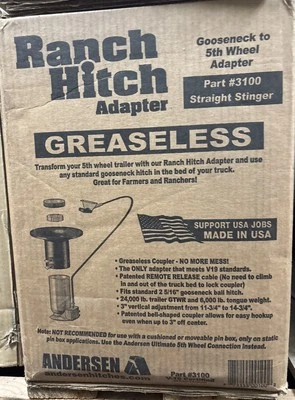 Ranch
Hitch
Adapter
Gooseneck to
5th Wheel
Adapter
Part #3100
Straight Stinger
GREASELESS
Transform your 5th wheel trailer with our Ranch Hitch Adapter and use
any standard gooseneck hitch in the bed of your truck.
Great for Farmers and Ranchers!
SUPPORT USA JOBS
MADE IN USA
• Greaseless Coupler - NO MORE MESS!
• The ONLY adapter that meets V19 standards.
• Patented REMOTE RELEASE cable (No need to climb
in and out of the truck bed to lock coupler)
• Fits standard 2 5/16" gooseneck hitch ball.
• 24,000 lb. trailer GTWR and 6,000 lb. tongue weight.
• 3" vertical adjustment from 11-3/4" to 14-3/4".
• Patented bell-shaped coupler allows for easy hookup
even when up to 3" off center.
Note: NOT RECOMMENDED for use with a cushioned or moveable pin box, only on static
pin box applications. Use the Andersen Ultimate 5th Wheel Connection instead.
ANDERSEN
andersenhitches.com
Part #3100